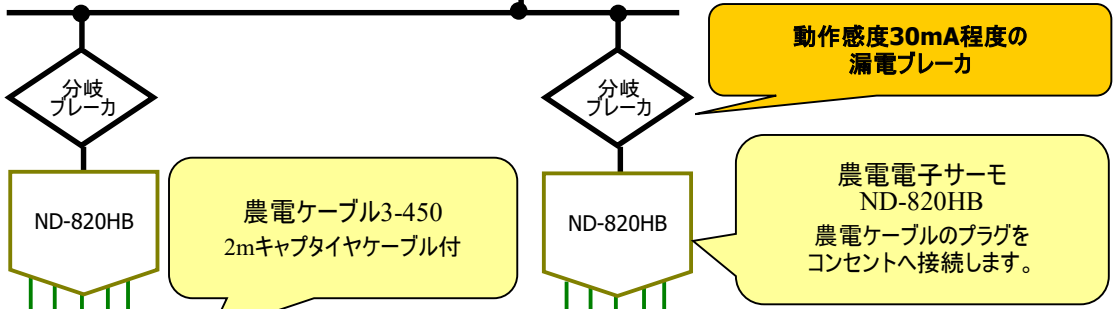 動作感度30mA程度の
漏電ブレーカ
分岐
ブレーカ
分岐
ブレーカ
ND-820HB
農電ケーブル3-450
2mキャプタイヤケーブル付
ND-820HB
農電電子サーモ
ND-820HB
農電ケーブルのプラグを
コンセントへ接続します。